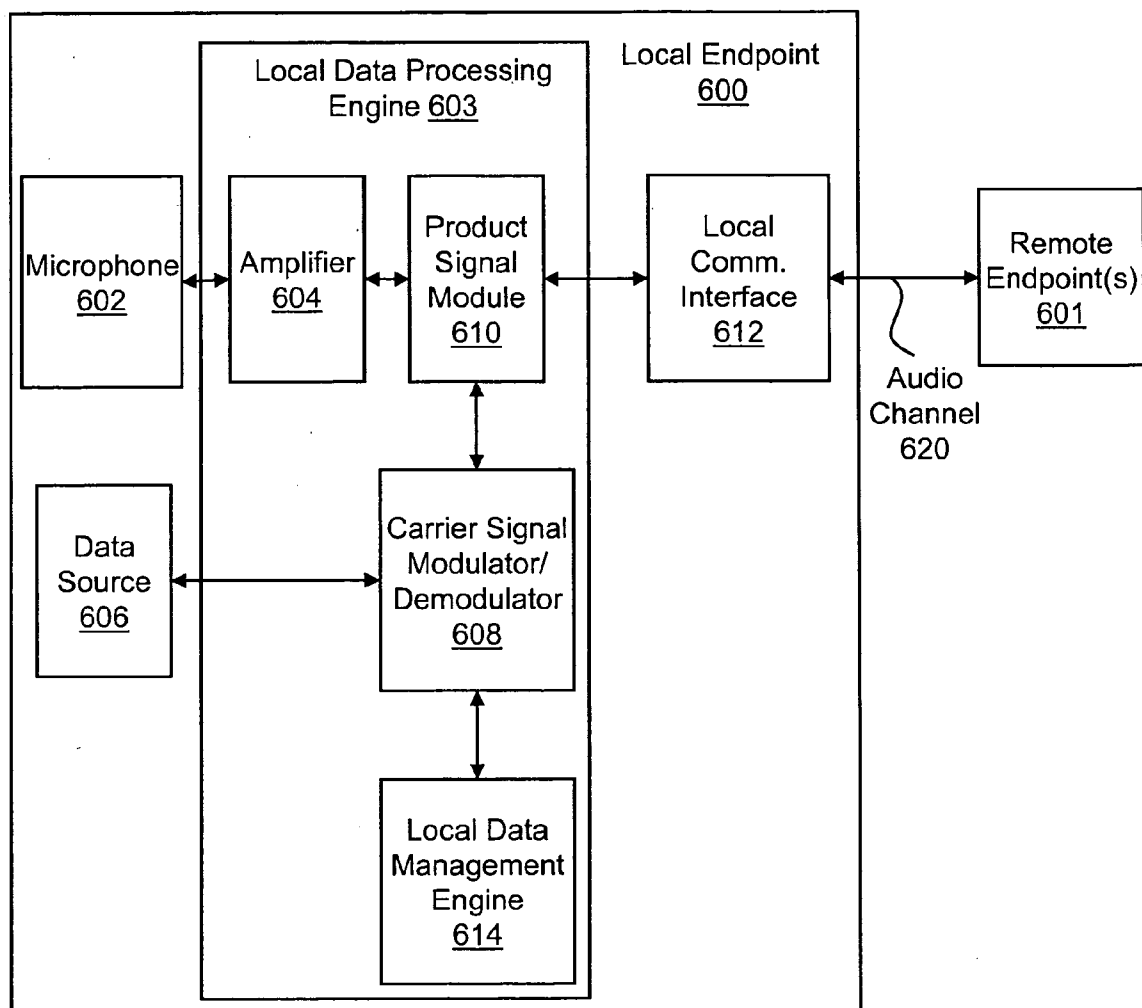 Local Data Processing
Engine 603
Local Endpoint
600
Microphone
602
Amplifier
604
Product
Signal
Module
610
Local
Comm.
Interface
612
Remote
Endpoint(s)
601
Audio
Channel
620
Data
Source
606
Carrier Signal
Modulator/
Demodulator
608
Local Data
Management
Engine
614